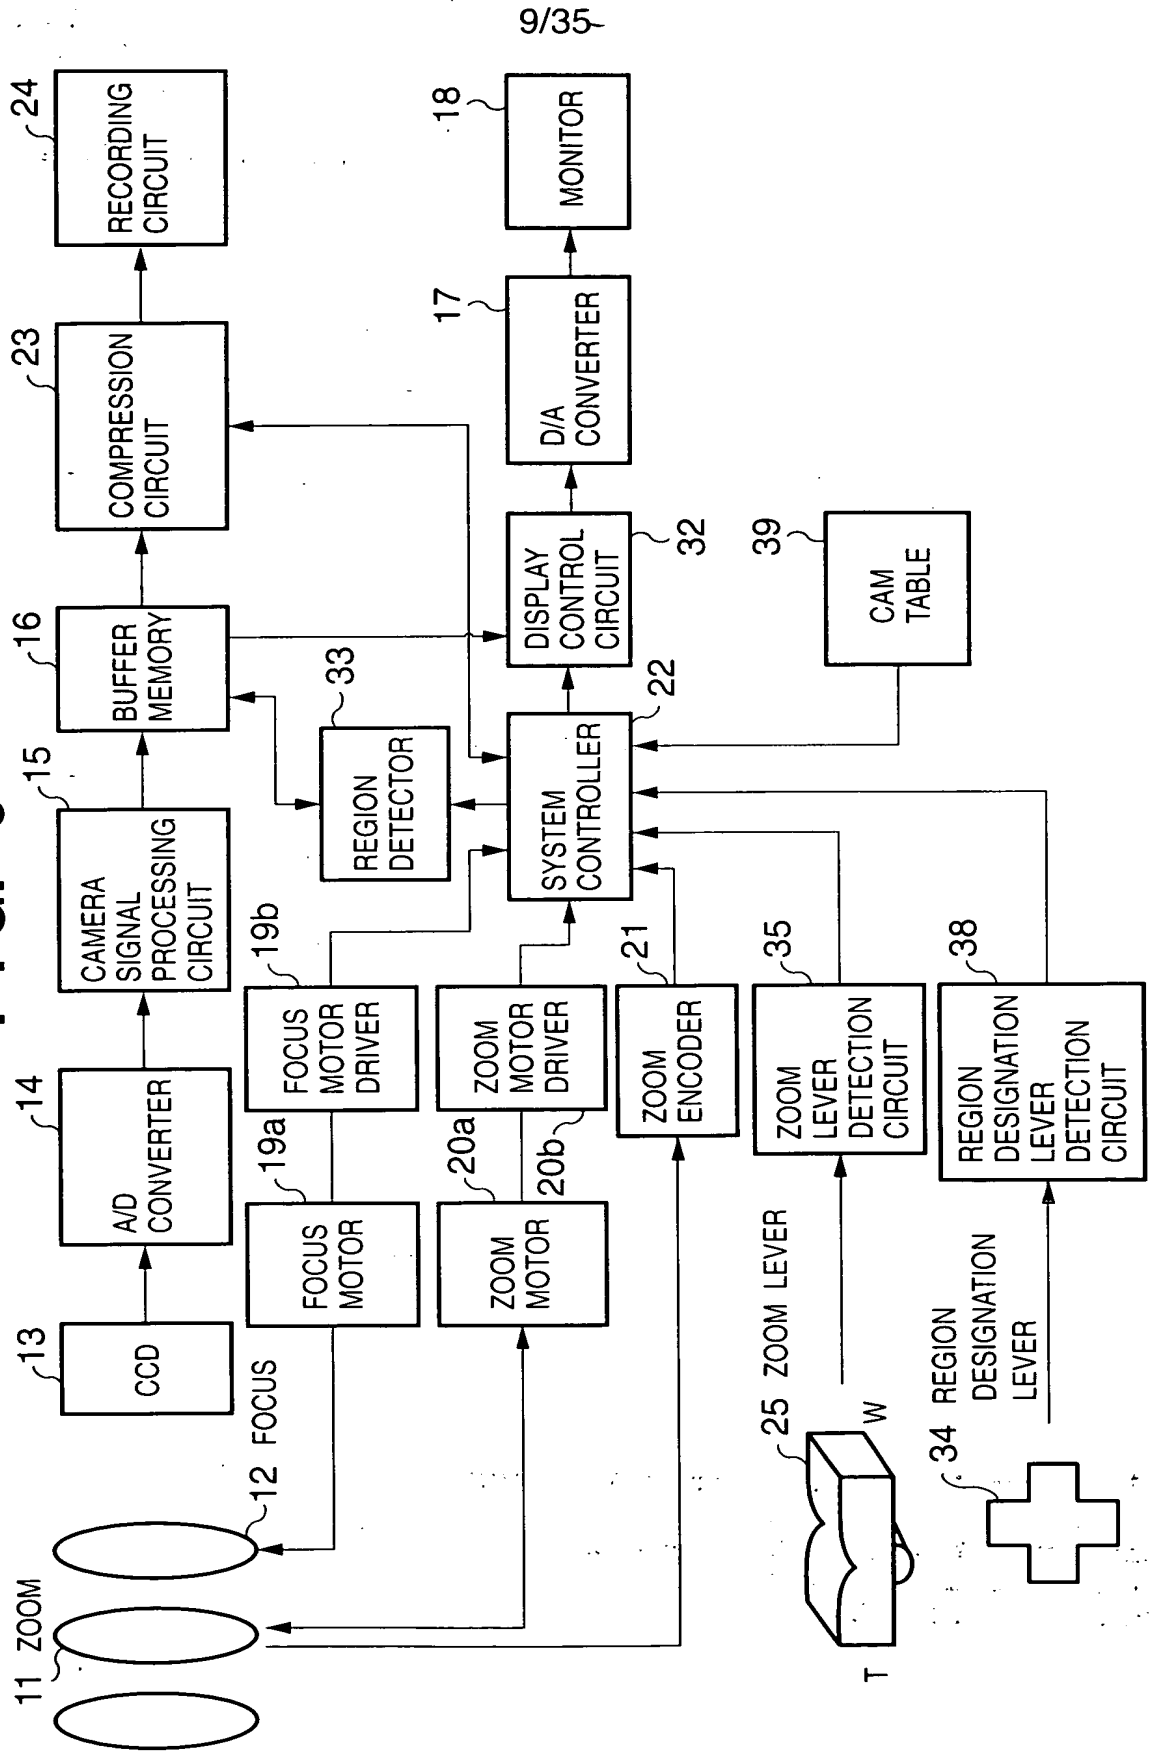 9/35
11 ZOOM
12 FOCUS
13
CCD
14
A/D
CONVERTER
15
CAMERA
SIGNAL
PROCESSING
CIRCUIT
16
BUFFER
MEMORY
23
COMPRESSION
CIRCUIT
24
RECORDING
CIRCUIT
19a
FOCUS
MOTOR
19b
FOCUS
MOTOR
DRIVER
33
REGION
DETECTOR
20a
ZOOM
MOTOR
20b
ZOOM
MOTOR
DRIVER
22
SYSTEM
CONTROLLER
32
DISPLAY
CONTROL
CIRCUIT
17
D/A
CONVERTER
18
MONITOR
21
ZOOM
ENCODER
25 ZOOM LEVER
T
W
35
ZOOM
LEVER
DETECTION
CIRCUIT
39
CAM
TABLE
34 REGION
DESIGNATION
LEVER
38
REGION
DESIGNATION
LEVER
DETECTION
CIRCUIT